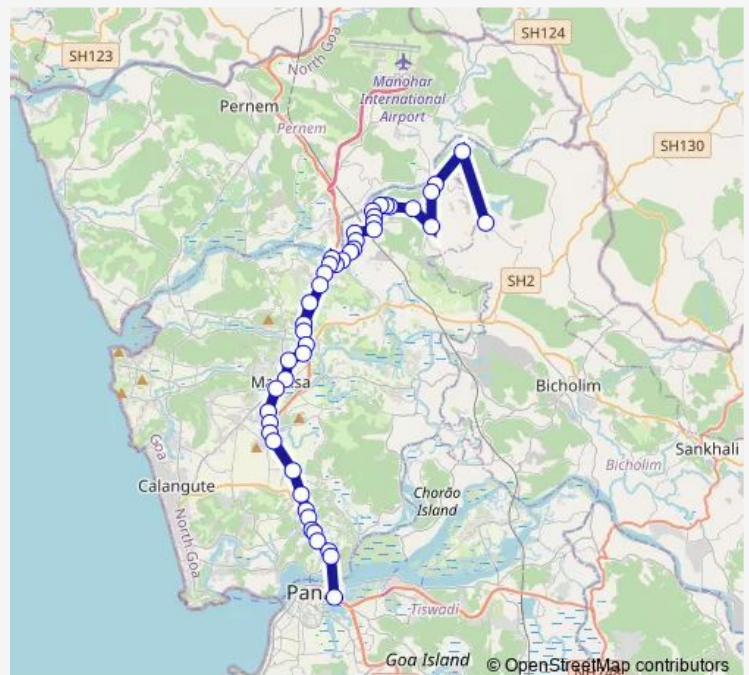 SH123
SH124
North Goa
Manohar
International
Airport
Pernem
Pernem
SH130
SH2
Bicholim
Sankhali
Bicholim
Goa
Calangute
North Goa
Chorão
Island
Pan
Tiswadi
Goa Island
© OpenStreetMap contributors